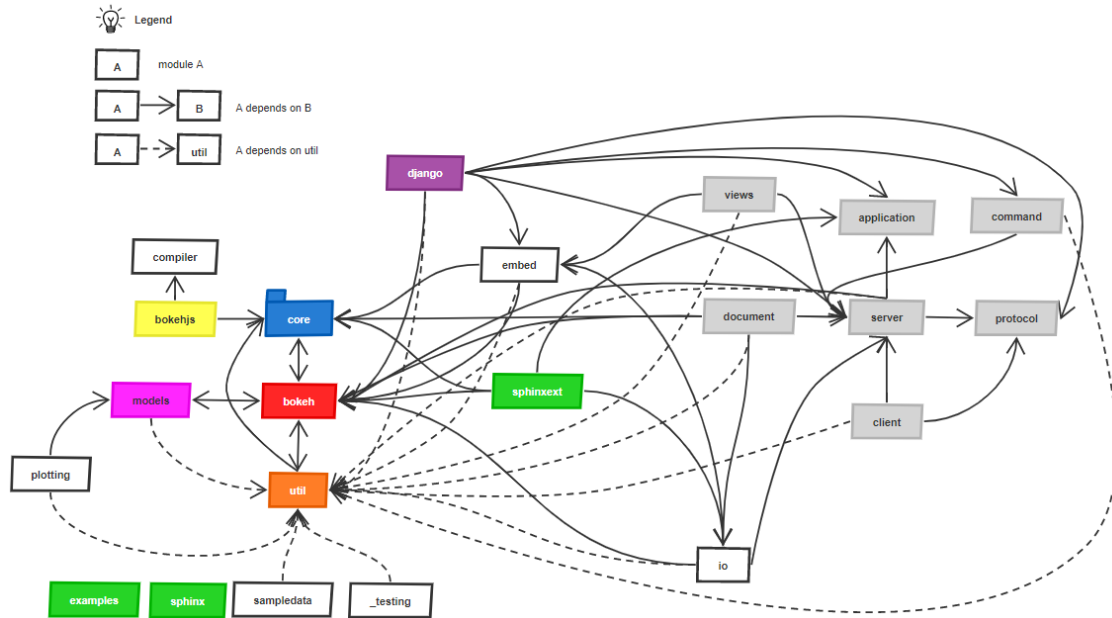 Legend
A
module A
A
B
A depends on B
A
util
A depends on util
django
views
application
command
compiler
embed
bokehjs
core
document
server
protocol
models
bokeh
sphinxext
client
plotting
util
io
examples
sphinx
sampledata
_testing